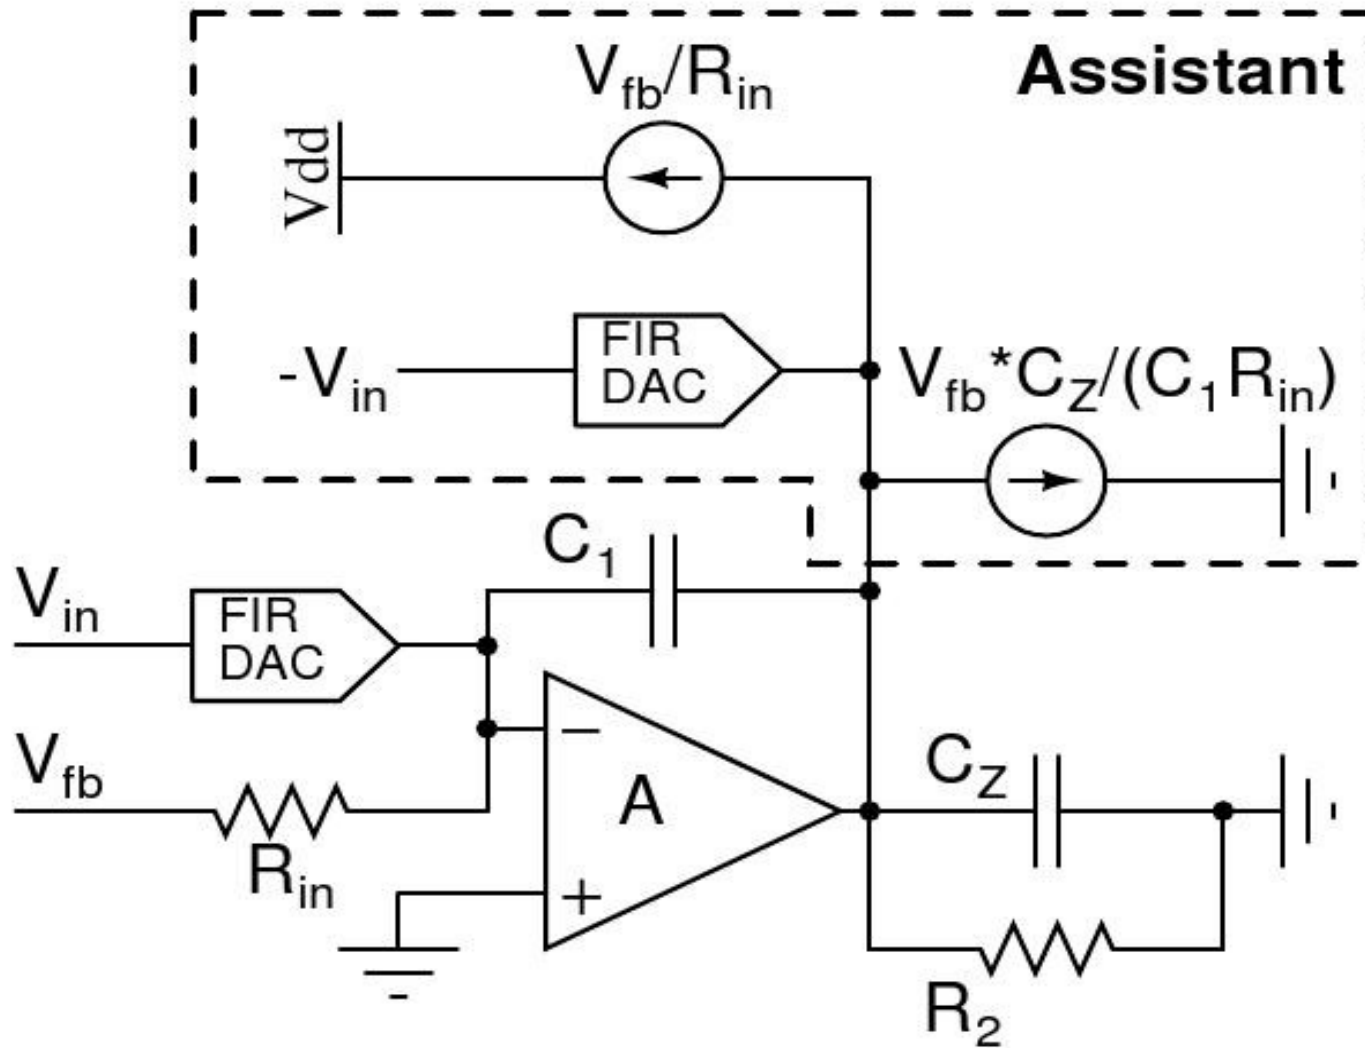 V_fb/R_in
Assistant
Vdd
FIR
DAC
-V_in
V_fb*C_Z/(C_1R_in)
C_1
V_in
FIR
DAC
V_fb
R_in
−
A
+
C_Z
R_2